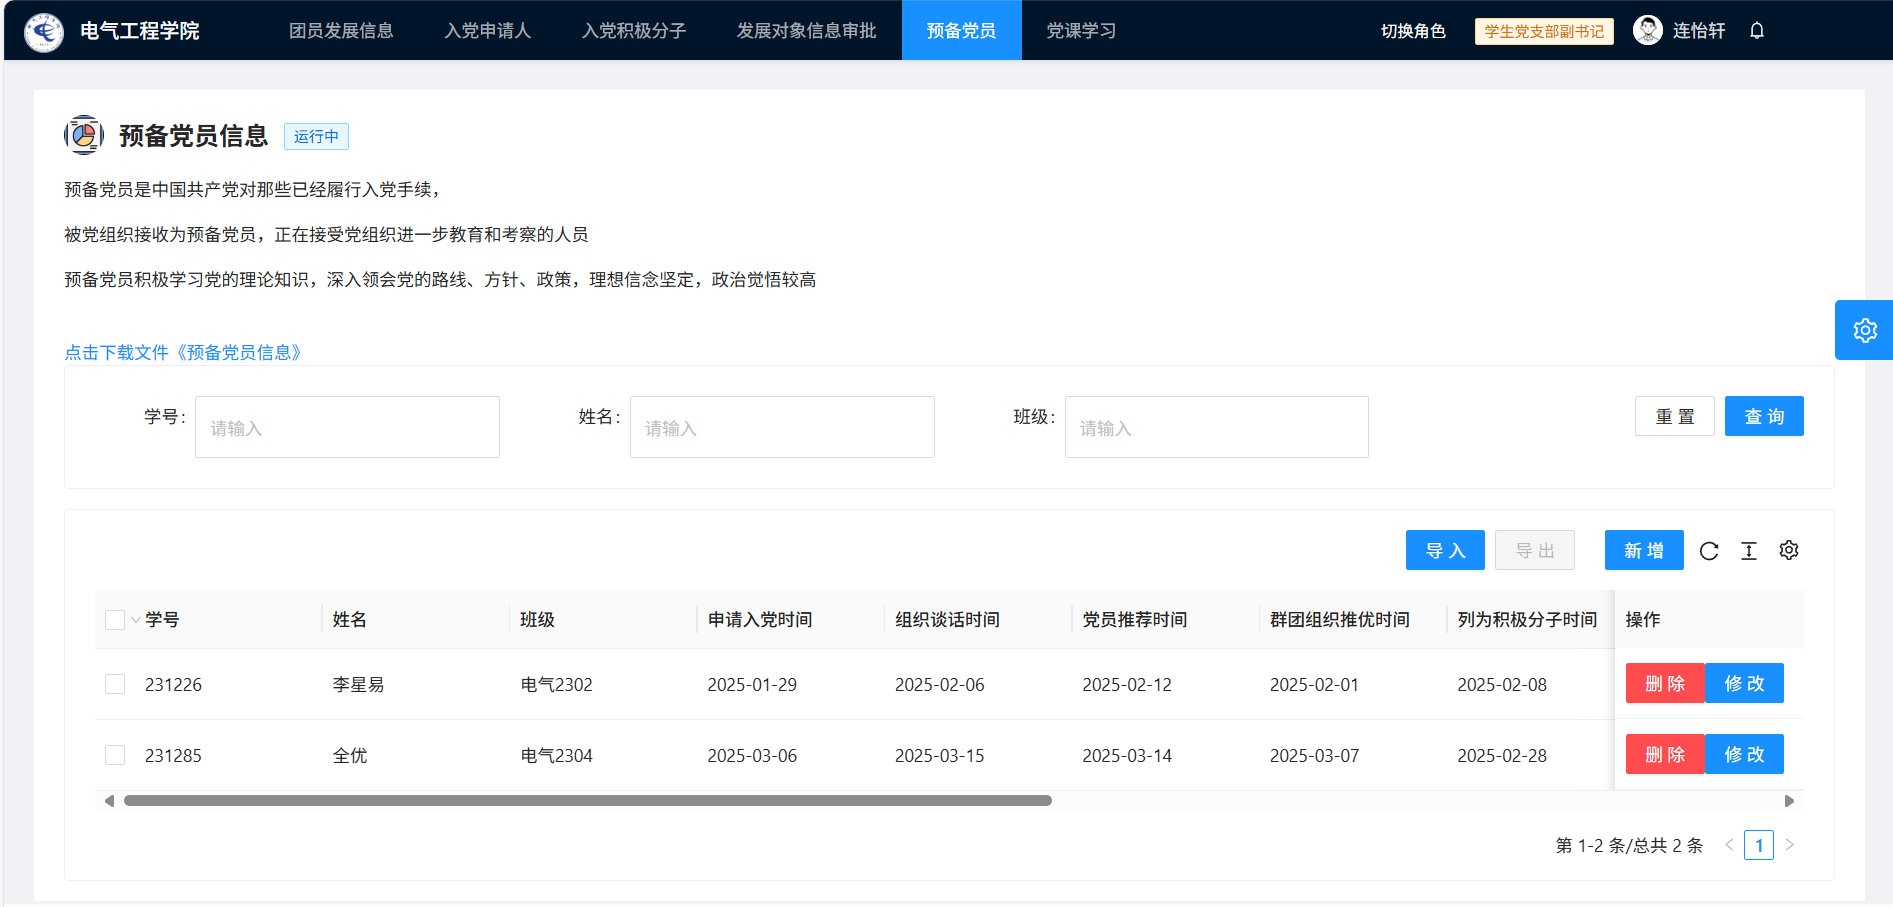 电气工程学院 团员发展信息 入党申请人 入党积极分子 发展对象信息审批 预备党员 党课学习 切换角色 学生党支部副书记 连怡轩
预备党员信息 运行中
预备党员是中国共产党对那些已经履行入党手续，
被党组织接收为预备党员，正在接受党组织进一步教育和考察的人员
预备党员积极学习党的理论知识，深入领会党的路线、方针、政策，理想信念坚定，政治觉悟较高
点击下载文件《预备党员信息》
学号: 请输入 姓名: 请输入 班级: 请输入 重置 查询
导入 导出 新增
学号 姓名 班级 申请入党时间 组织谈话时间 党员推荐时间 群团组织推优时间 列为积极分子时间 操作
231226 李星易 电气2302 2025-01-29 2025-02-06 2025-02-12 2025-02-01 2025-02-08 删除 修改
231285 全优 电气2304 2025-03-06 2025-03-15 2025-03-14 2025-03-07 2025-02-28 删除 修改
第 1-2 条/总共 2 条 < 1 >